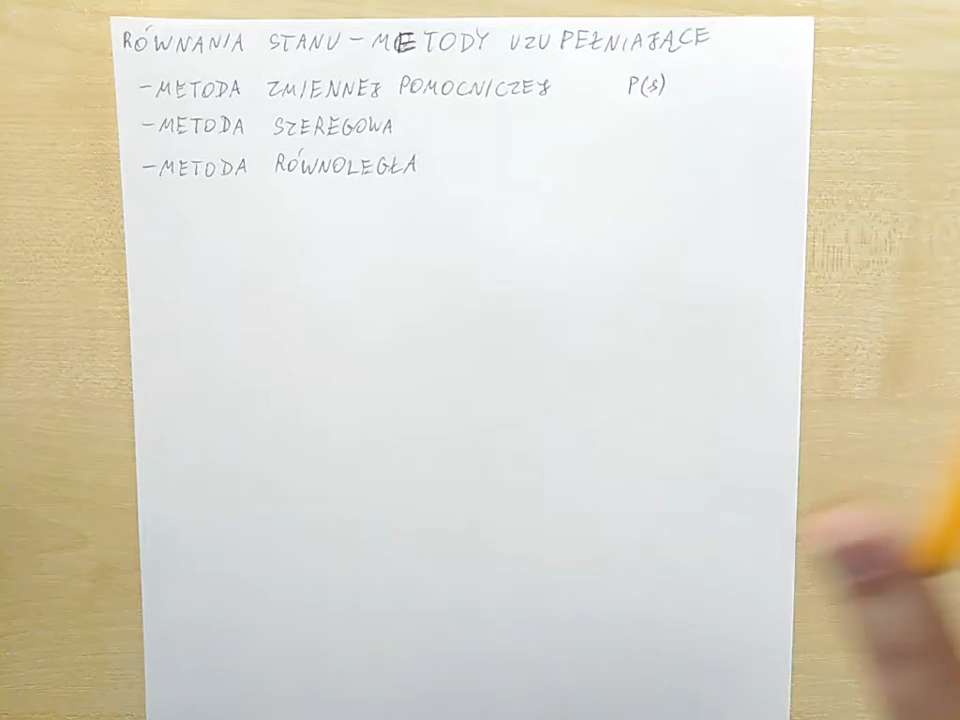 RÓWNANIA STANU - METODY UZUPEŁNIAJĄCE
- METODA ZMIENNEJ POMOCNICZEJ P(s)
- METODA SZEREGOWA
- METODA RÓWNOLEGŁA